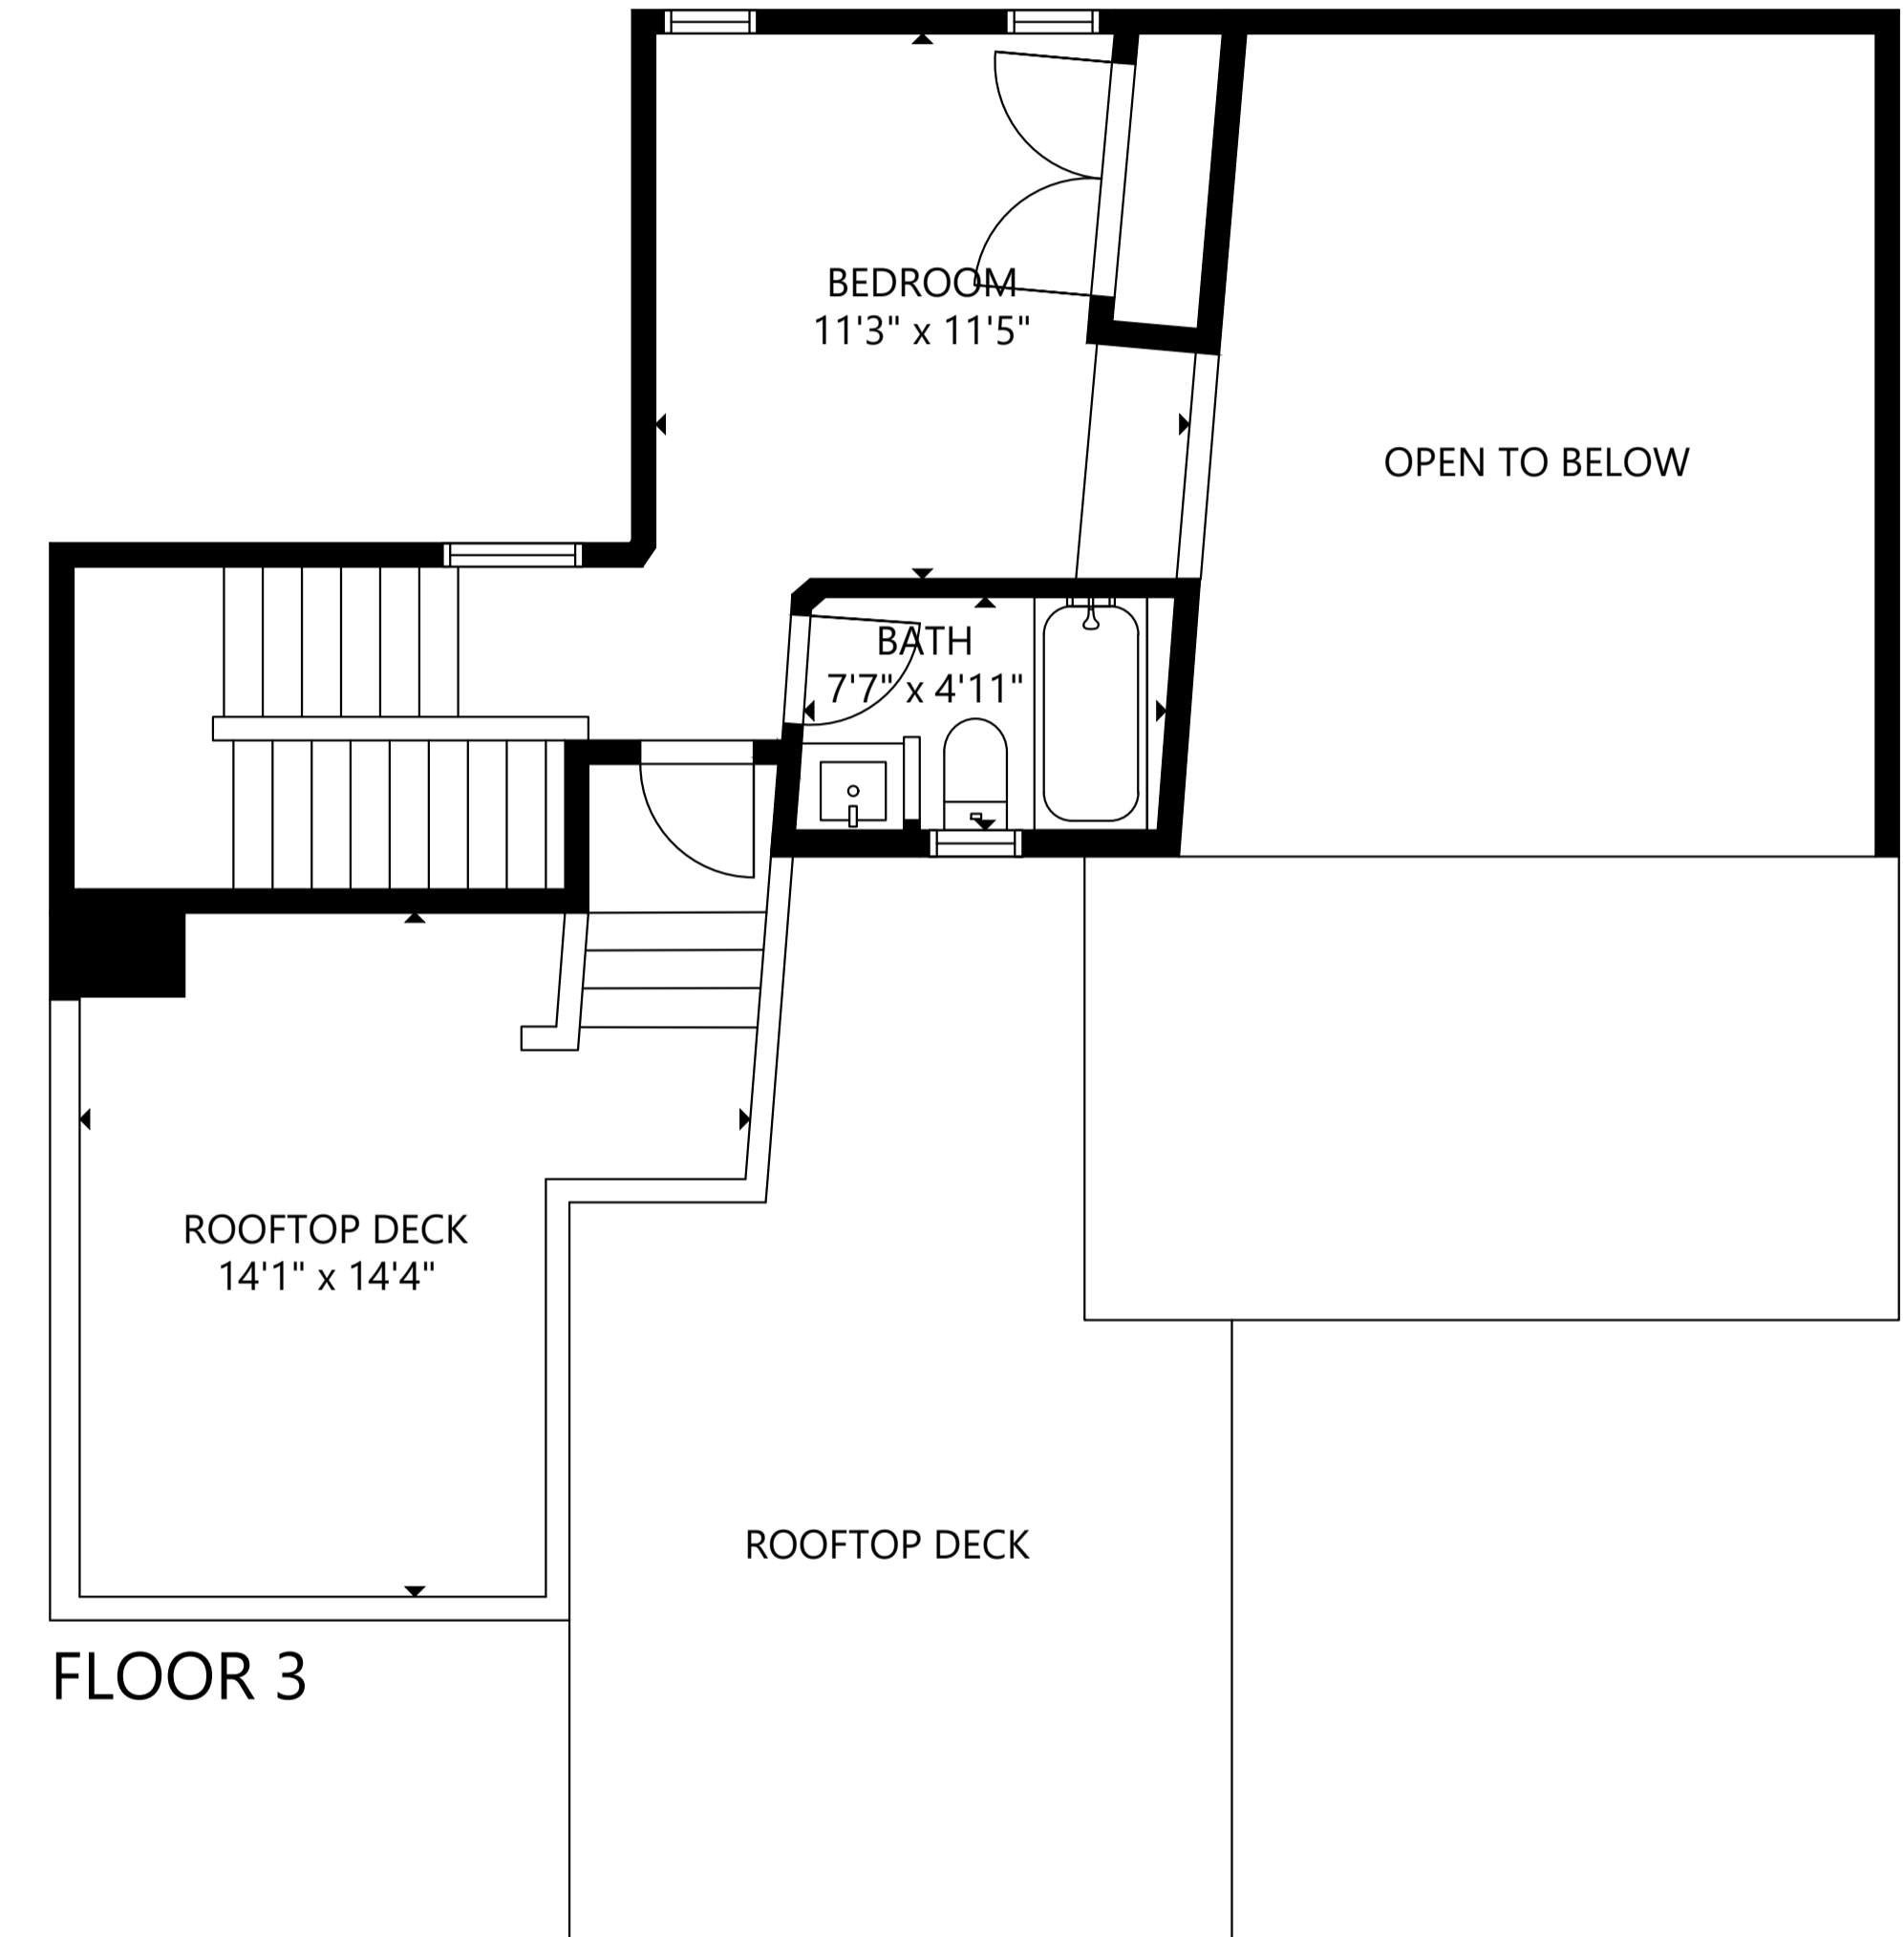 BEDROOM
11'3" x 11'5"
OPEN TO BELOW
BATH
7'7" x 4'11"
ROOFTOP DECK
14'1" x 14'4"
ROOFTOP DECK
FLOOR 3